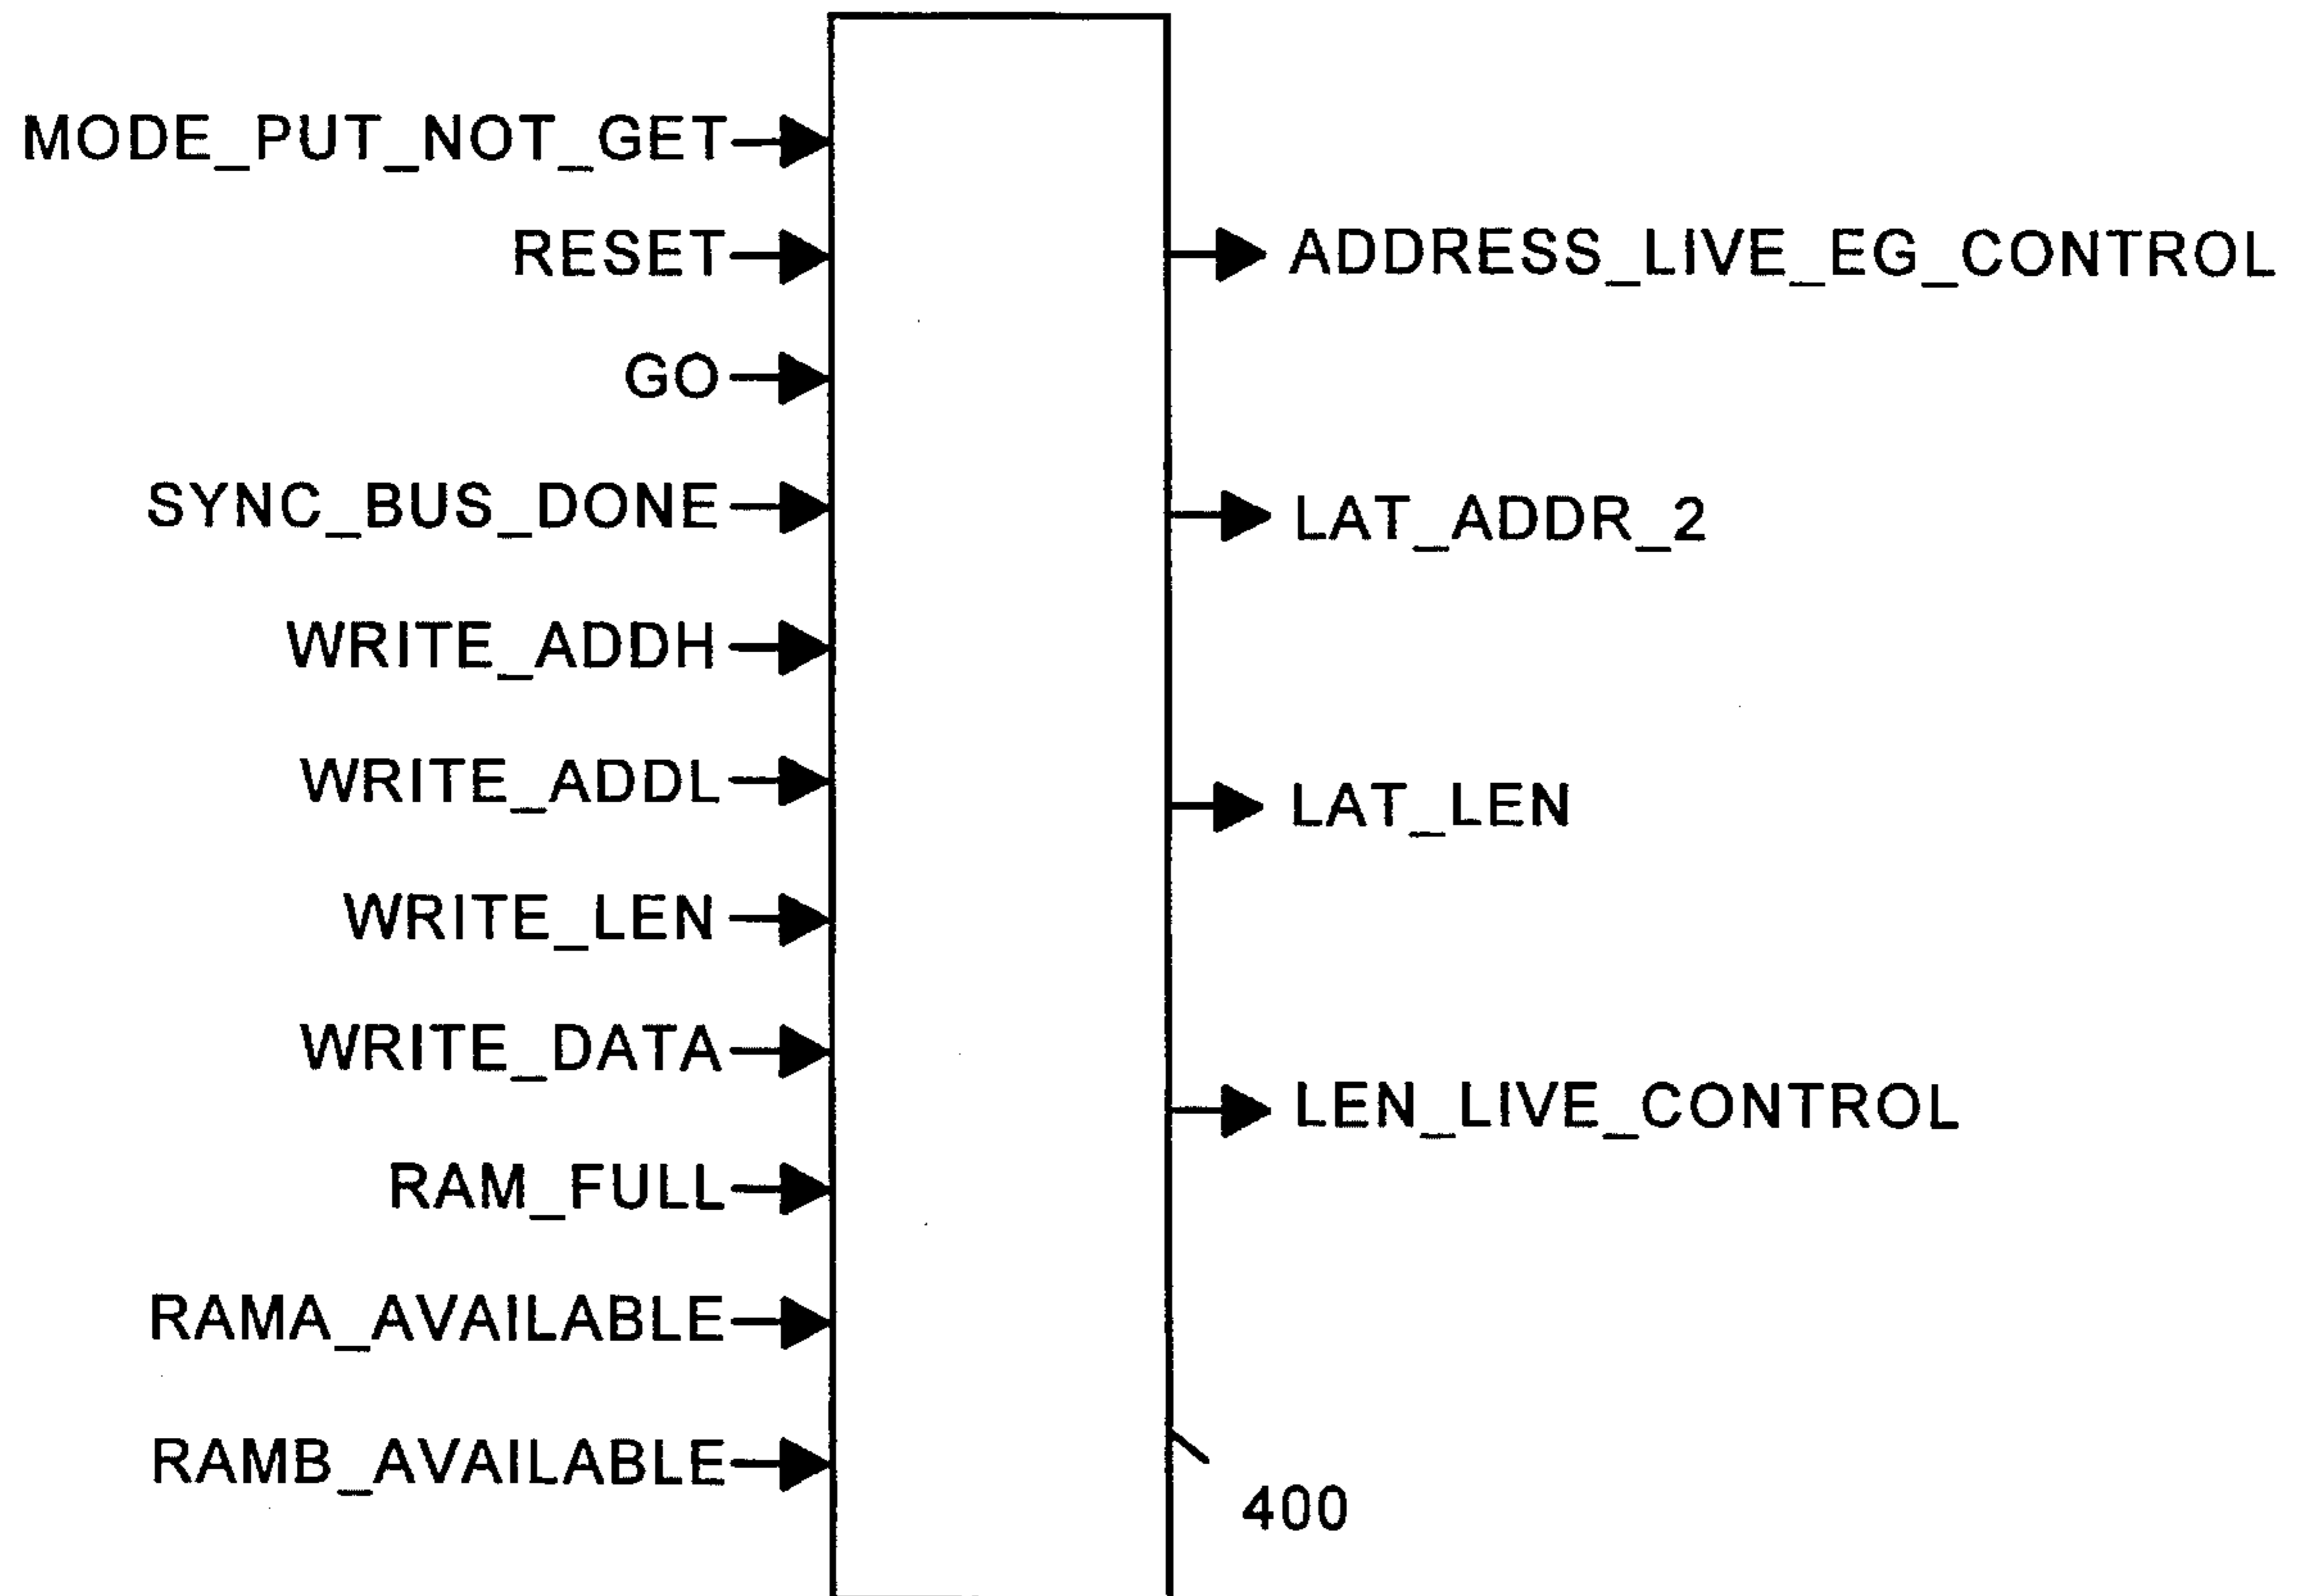 MODE_PUT_NOT_GET
RESET
ADDRESS_LIVE_EG_CONTROL
GO
SYNC_BUS_DONE
LAT_ADDR_2
WRITE_ADDH
WRITE_ADDL
LAT_LEN
WRITE_LEN
WRITE_DATA
LEN_LIVE_CONTROL
RAM_FULL
RAMA_AVAILABLE
RAMB_AVAILABLE
400